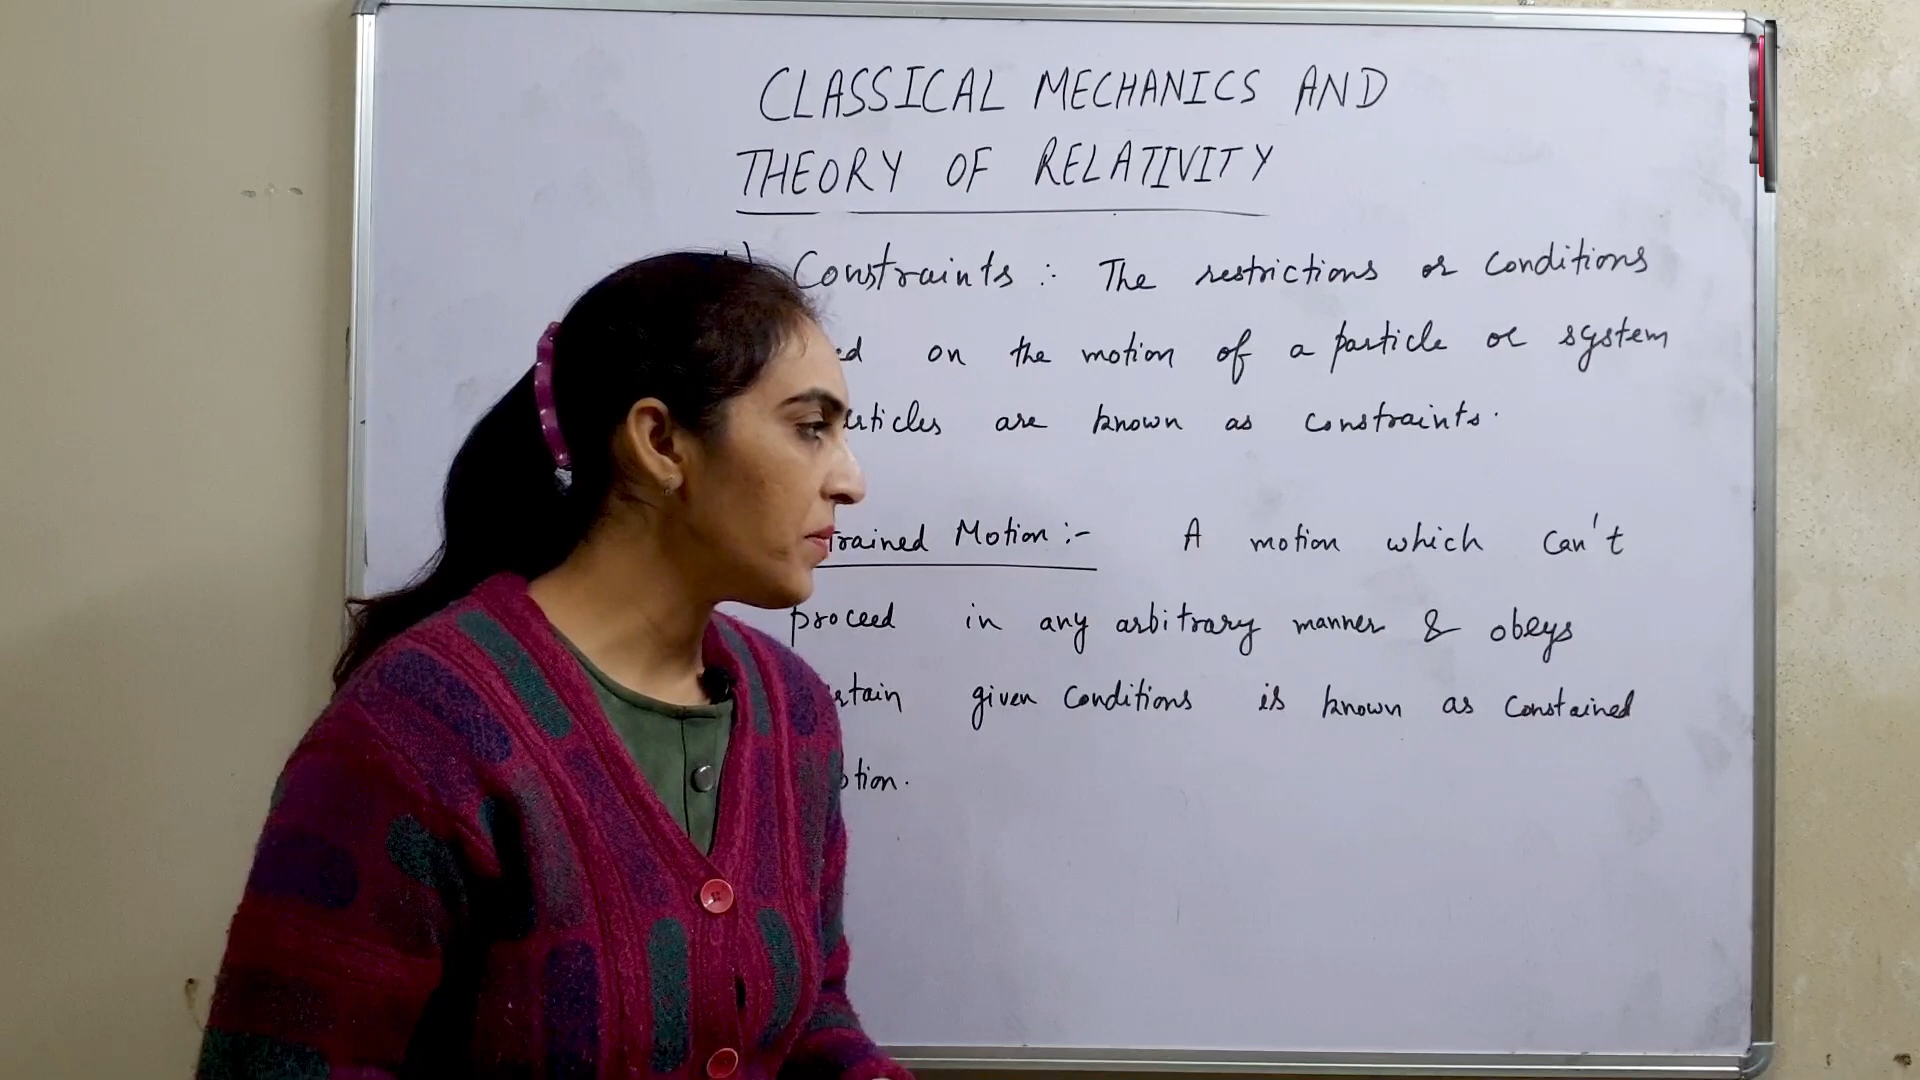 CLASSICAL MECHANICS AND
THEORY OF RELATIVITY
Constraints : The restrictions or conditions
on the motion of a particle or system
are known as constraints.
Motion :- A motion which can't
proceed in any arbitrary manner & obeys
given conditions is known as constained